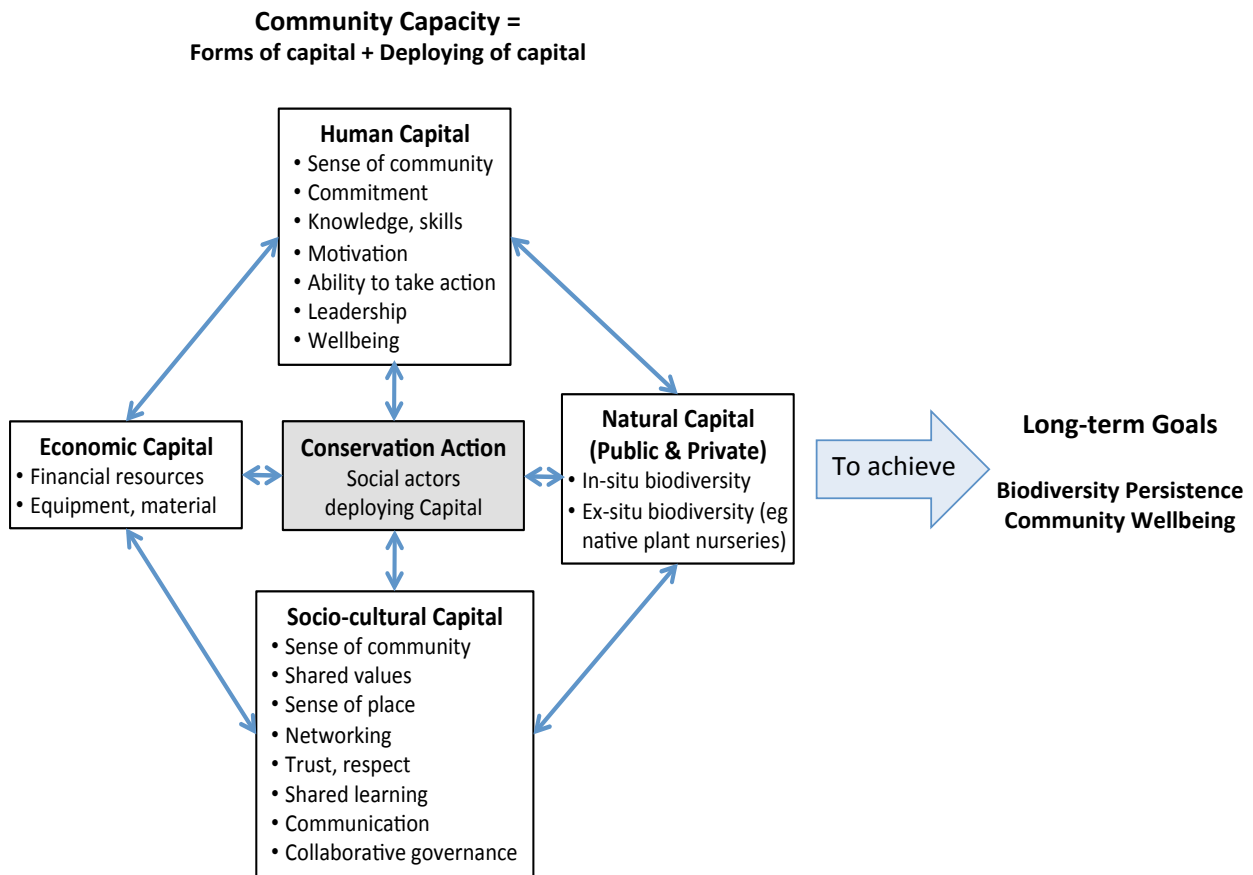 Community Capacity =
Forms of capital + Deploying of capital
Human Capital
• Sense of community
• Commitment
• Knowledge, skills
• Motivation
• Ability to take action
• Leadership
• Wellbeing
Economic Capital
• Financial resources
• Equipment, material
Conservation Action
Social actors
deploying Capital
Natural Capital
(Public & Private)
• In-situ biodiversity
• Ex-situ biodiversity (eg
native plant nurseries)
To achieve
Long-term Goals
Biodiversity Persistence
Community Wellbeing
Socio-cultural Capital
• Sense of community
• Shared values
• Sense of place
• Networking
• Trust, respect
• Shared learning
• Communication
• Collaborative governance